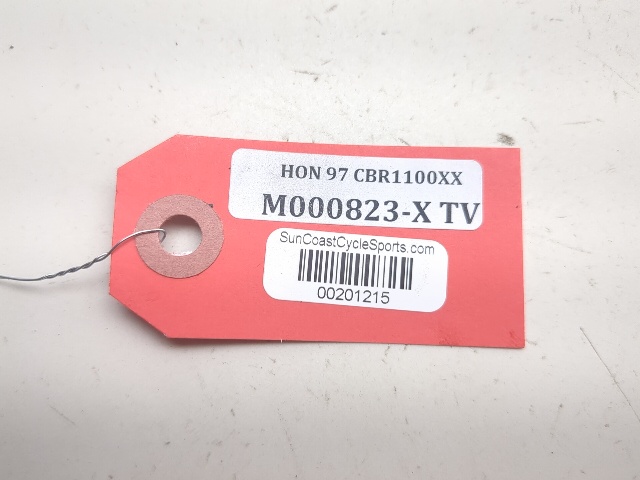 HON 97 CBR1100XX
M000823-X TV
SunCoastCycleSports.com
00201215